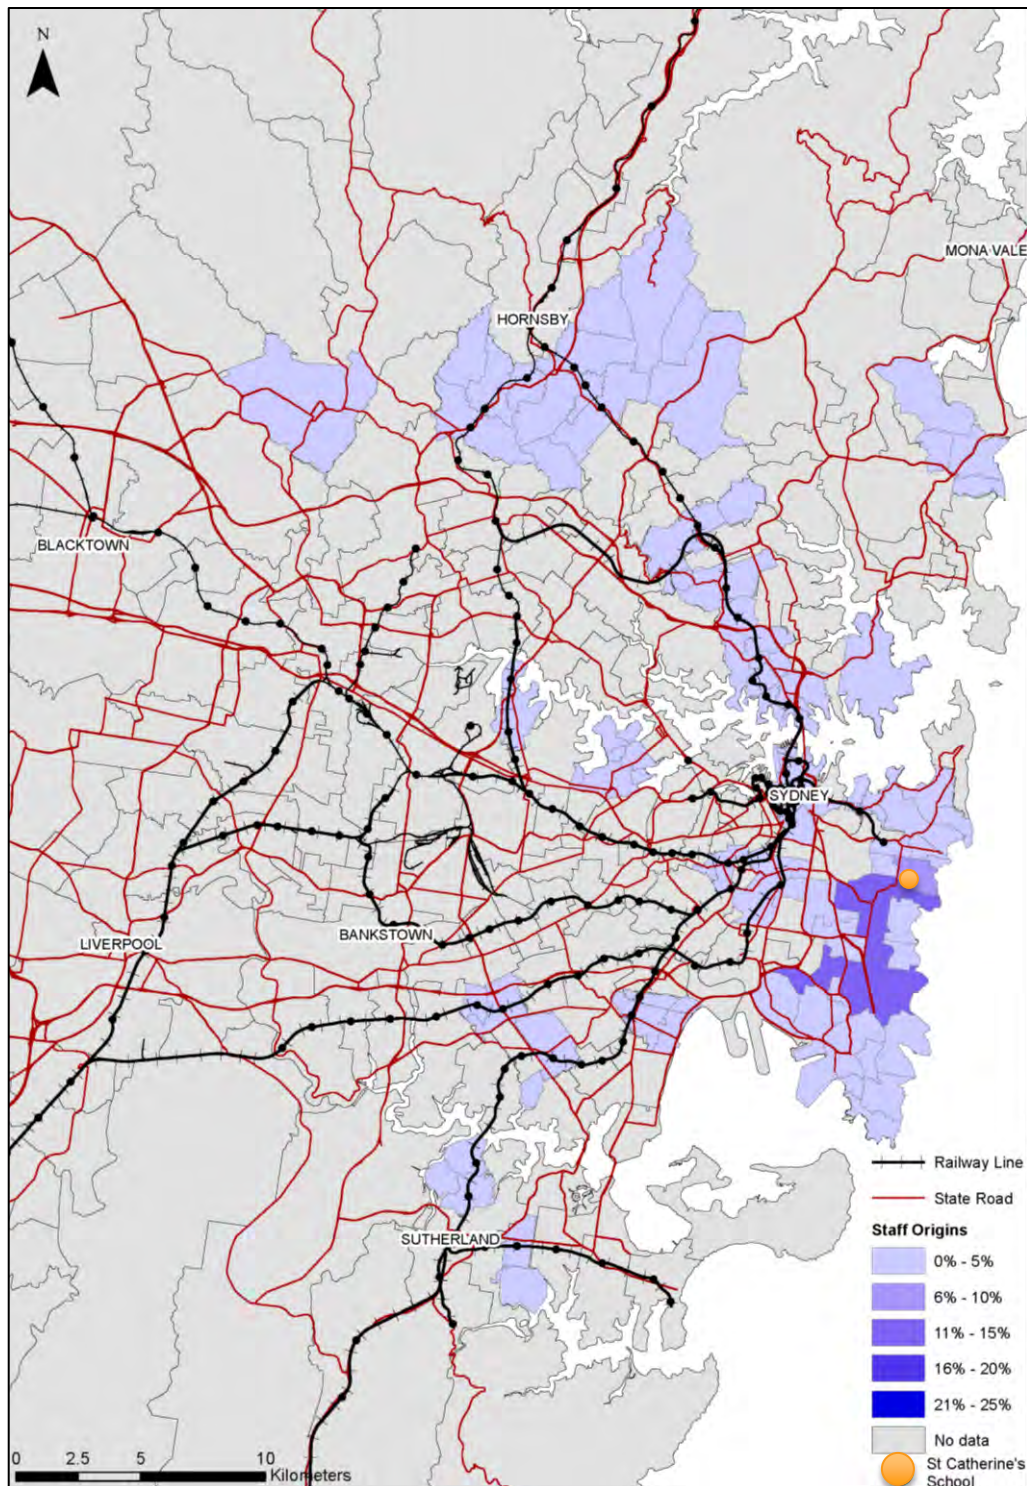 N
MONA VALE
HORNSBY
BLACKTOWN
SYDNEY
LIVERPOOL
BANKSTOWN
SUTHERLAND
Railway Line
State Road
Staff Origins
0% - 5%
6% - 10%
11% - 15%
16% - 20%
21% - 25%
No data
St Catherine's
School
0 2.5 5 10
Kilometers